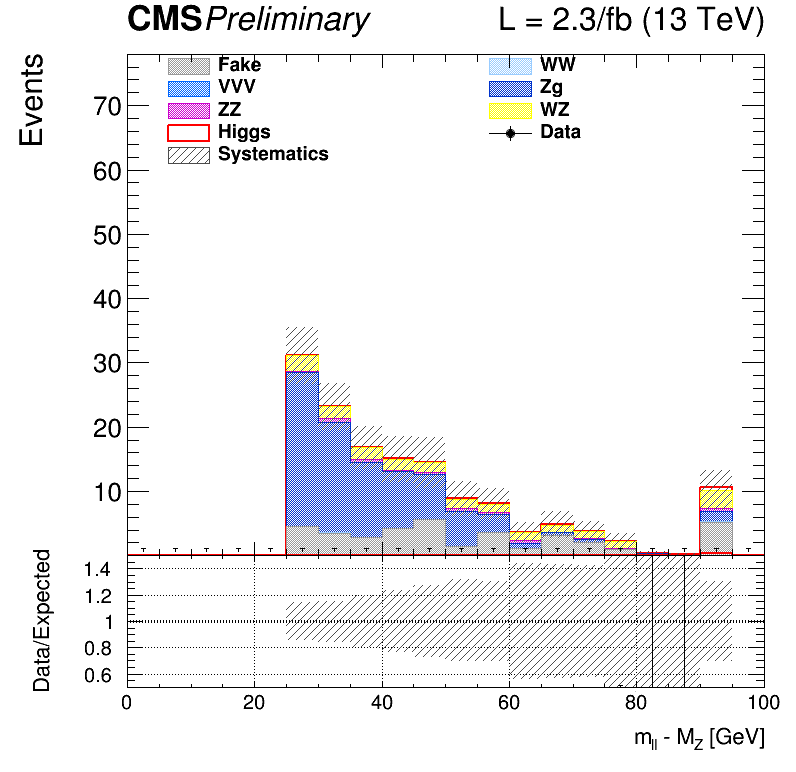 CMS Preliminary L = 2.3/fb (13 TeV)
Events
Fake WW
VVV Zg
ZZ WZ
Higgs Data
Systematics
70
60
50
40
30
20
10
Data/Expected
1.4
1.2
1
0.8
0.6
0 20 40 60 80 100
m_ll - M_Z [GeV]